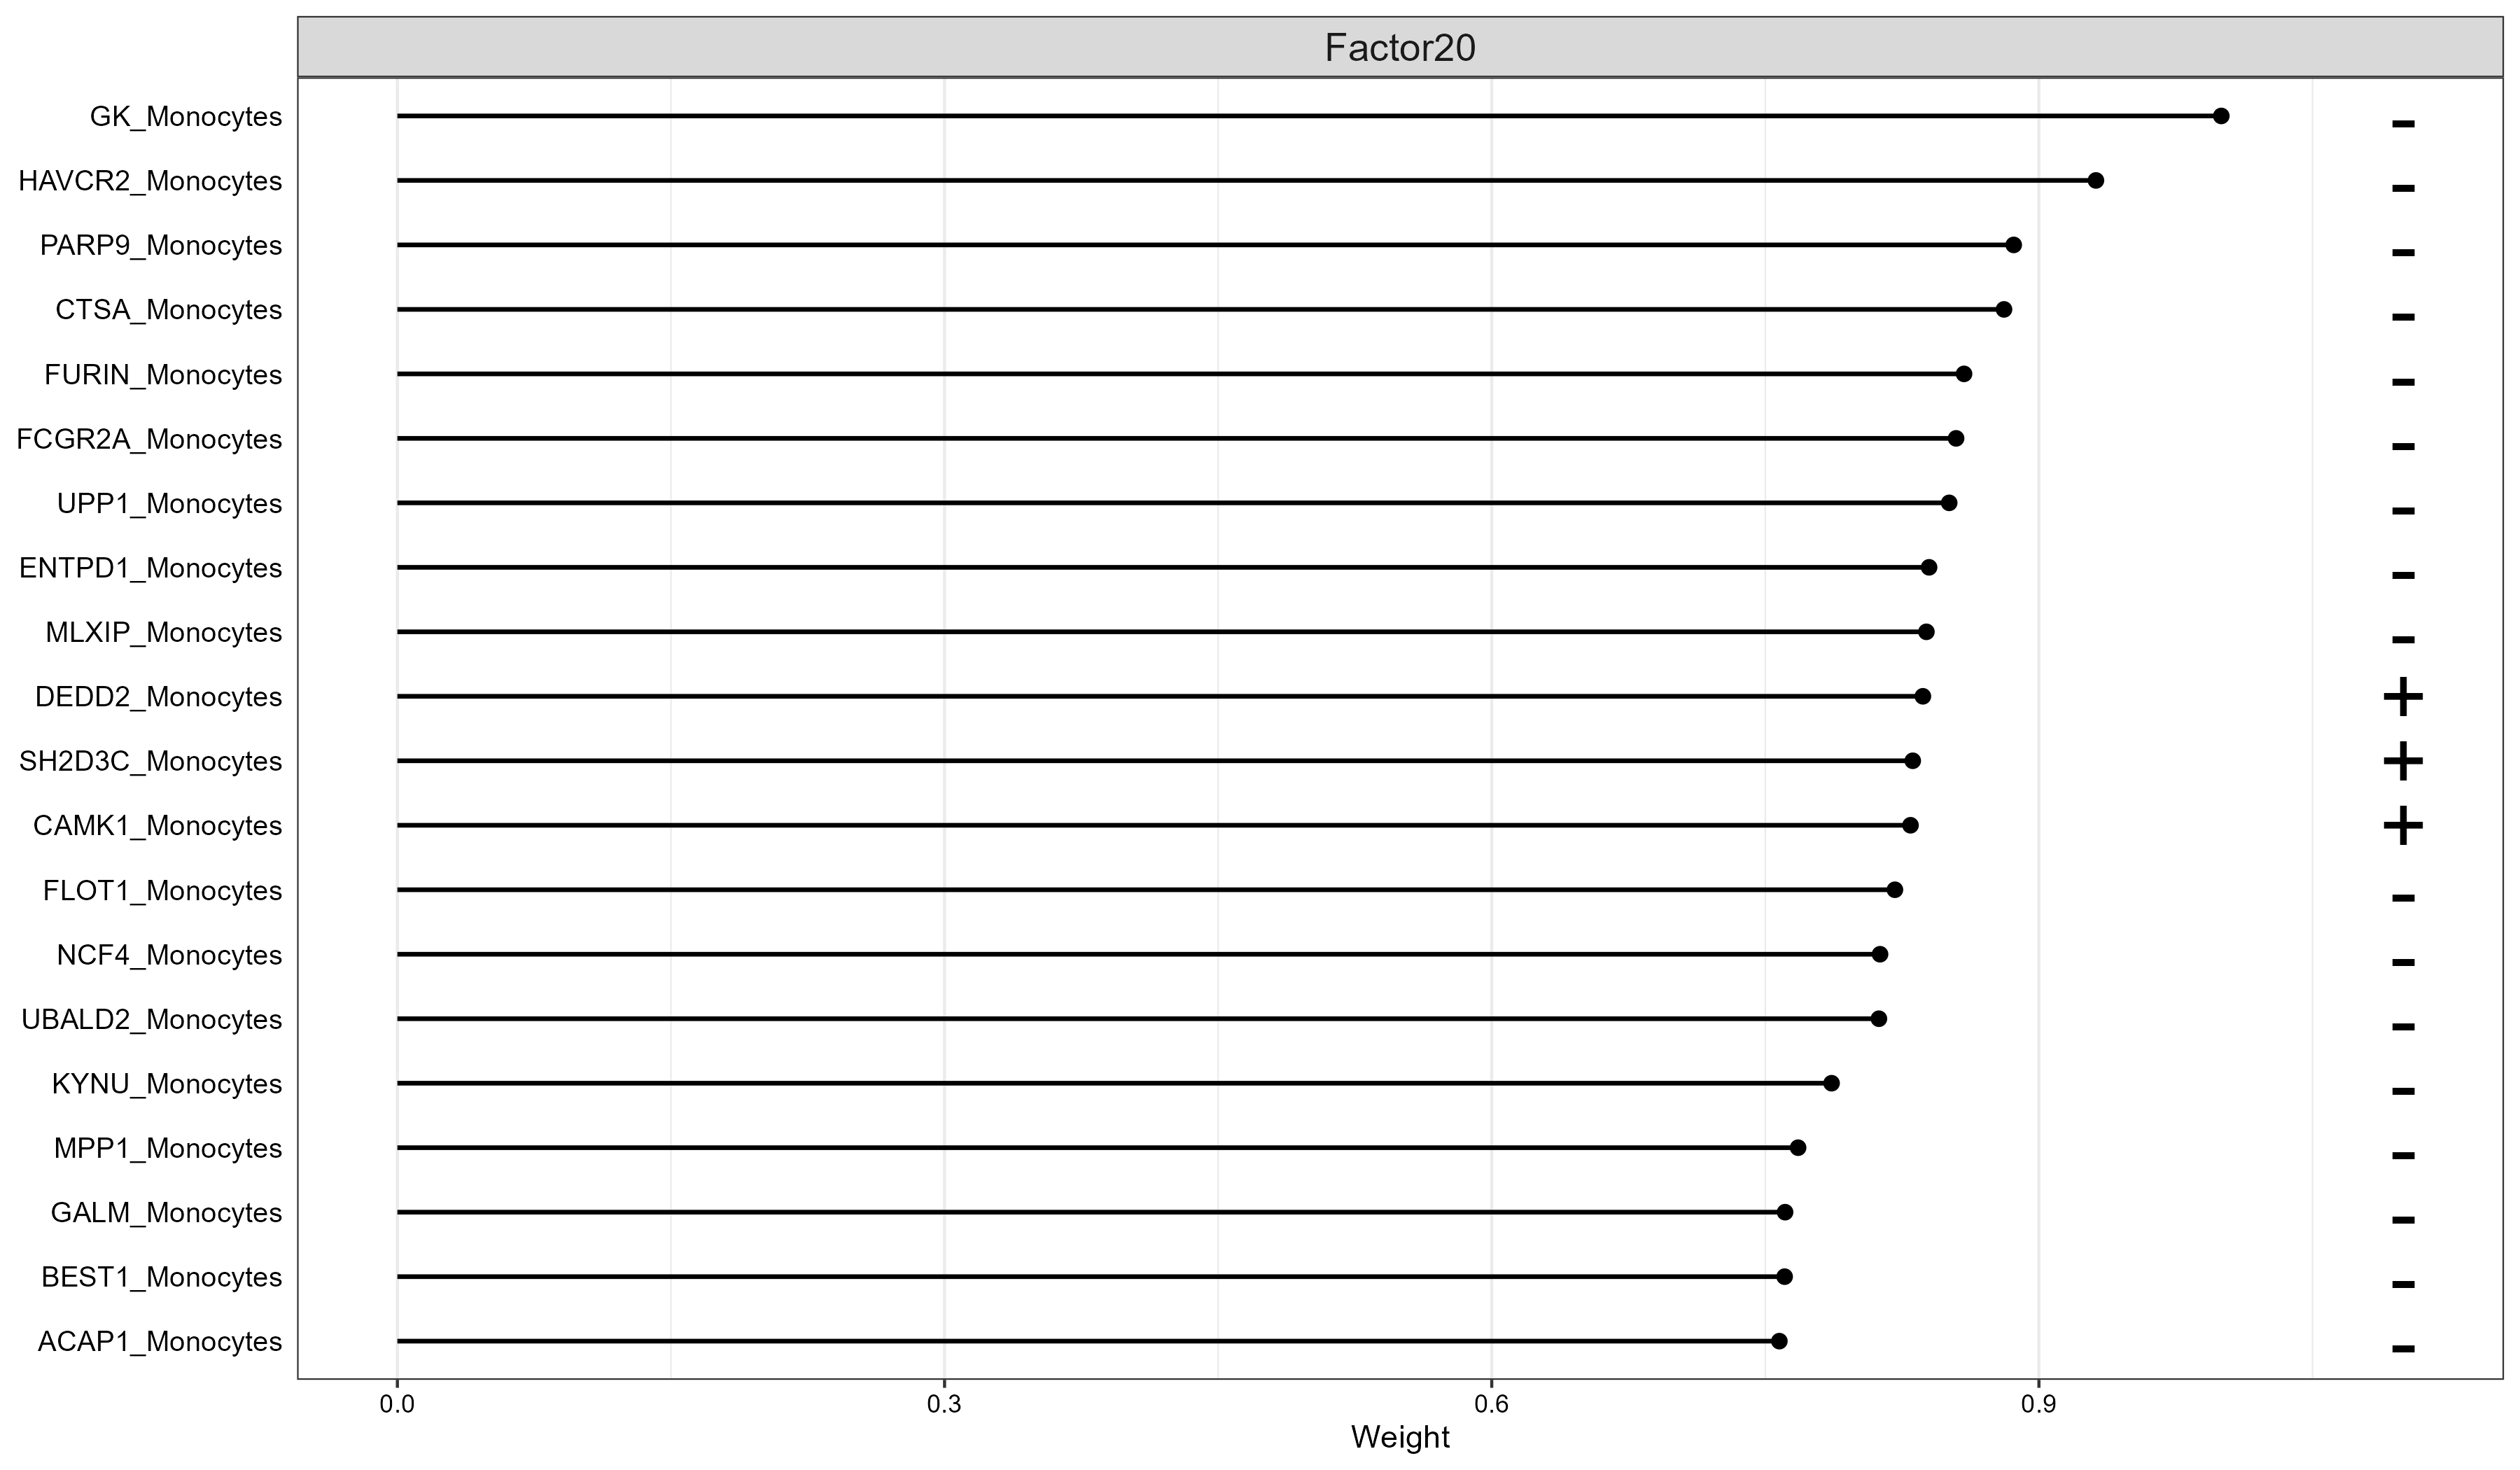 Factor20
GK_Monocytes -
HAVCR2_Monocytes -
PARP9_Monocytes -
CTSA_Monocytes -
FURIN_Monocytes -
FCGR2A_Monocytes -
UPP1_Monocytes -
ENTPD1_Monocytes -
MLXIP_Monocytes -
DEDD2_Monocytes +
SH2D3C_Monocytes +
CAMK1_Monocytes +
FLOT1_Monocytes -
NCF4_Monocytes -
UBALD2_Monocytes -
KYNU_Monocytes -
MPP1_Monocytes -
GALM_Monocytes -
BEST1_Monocytes -
ACAP1_Monocytes -
0.0 0.3 0.6 0.9
Weight